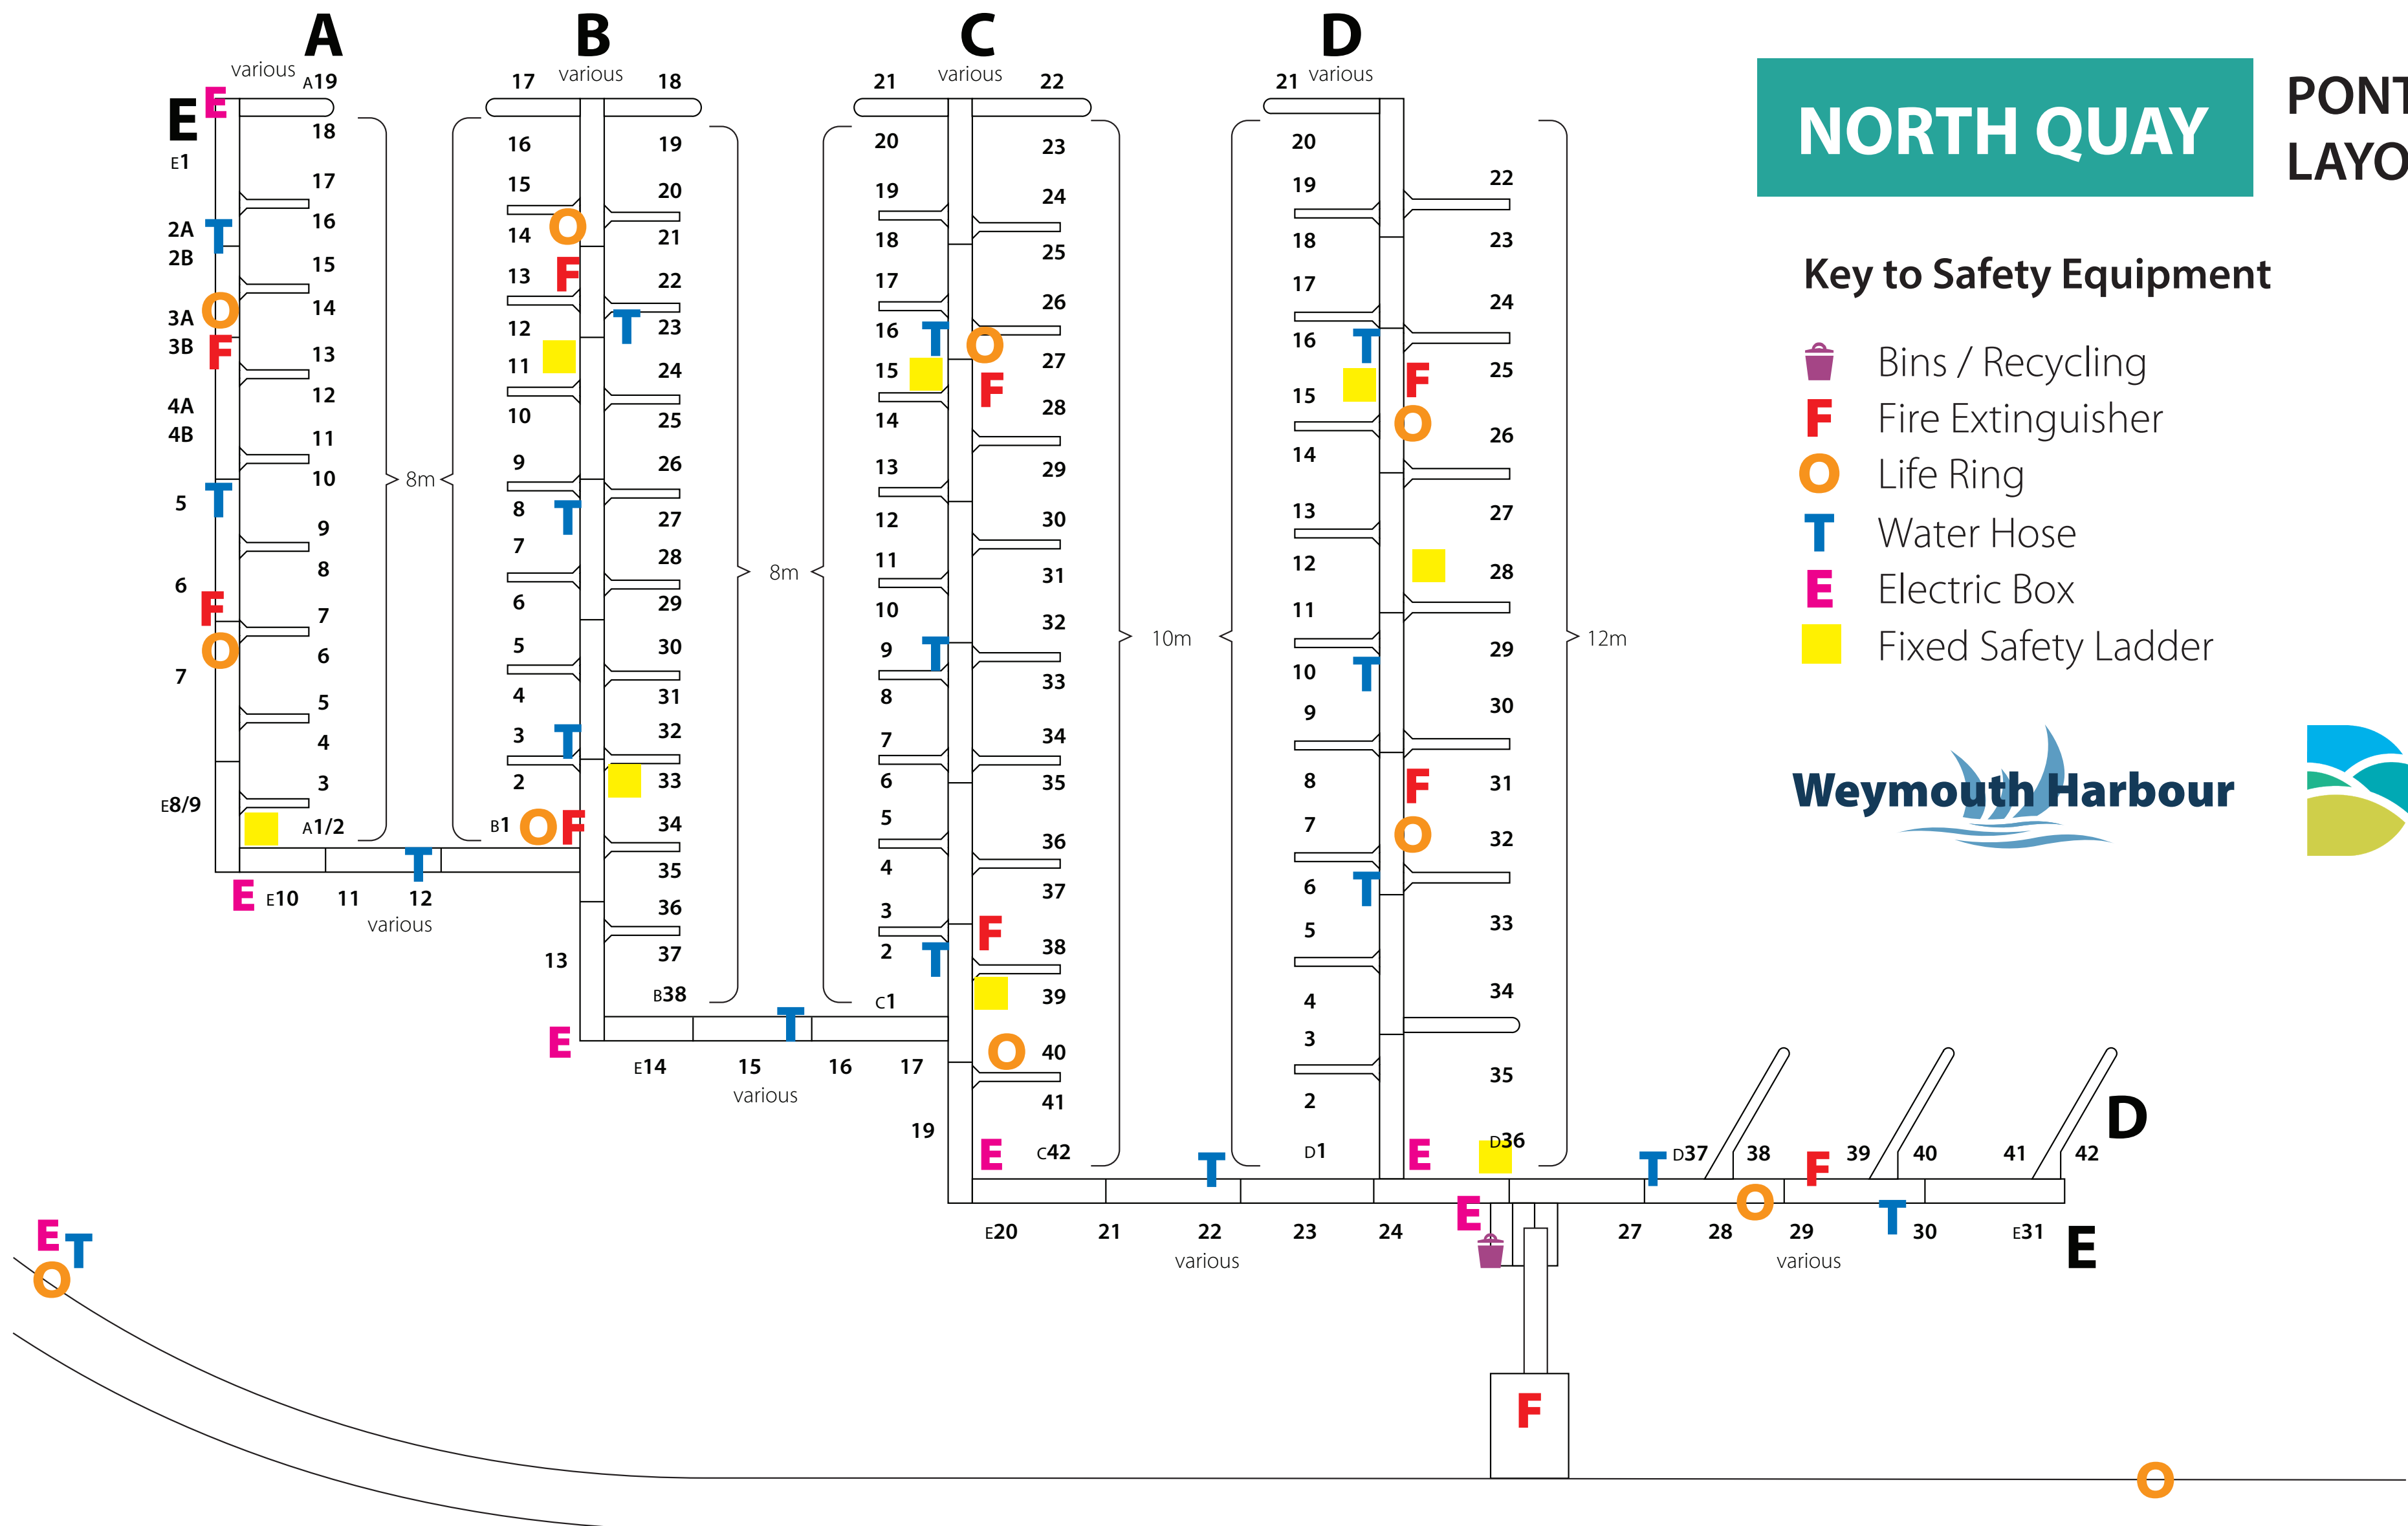 A B C D
various A19 17 various 18 21 various 22 21 various
NORTH QUAY
PONT
LAYO
E E
E1
2A T
2B
3A O
3B F
4A
4B
5 T
6
F
O
7
E8/9
18
17
16
15
14
13
12
11
10
9
8
7
6
5
4
3
A1/2
8m
E E10 11 T 12
various
16
15
O
14
13 F
12
11
10
9
8 T
7
6
5
4
3 T
2
B1 O F
13
E
19
20
21
22
T 23
24
25
26
27
28
29
30
31
32
33
34
35
36
37
B38
8m
E14 15 T 16 17
various
20
19
18
17
16 T
15
14
13
12
11
10
9 T
8
7
6
5
4
3
2 T
C1
19
23
24
25
26
O
27
F
28
29
30
31
32
33
34
35
36
37
F
38
39
O 40
41
E C42
10m
E20 21 22 T 23 24
various
20
19
18
17
16 T
15
14
13
12
11
10 T
9
8
7
6 T
5
4
3
2
D1
22
23
24
F 25
O
26
27
28
29
30
F 31
O 32
33
34
35
E D36
12m
T D37 38 F 39 40 41 42 D
E O T
27 28 29 30 E31 E
various
Key to Safety Equipment
Bins / Recycling
F Fire Extinguisher
O Life Ring
T Water Hose
E Electric Box
Fixed Safety Ladder
Weymouth Harbour
E T
O
F
O